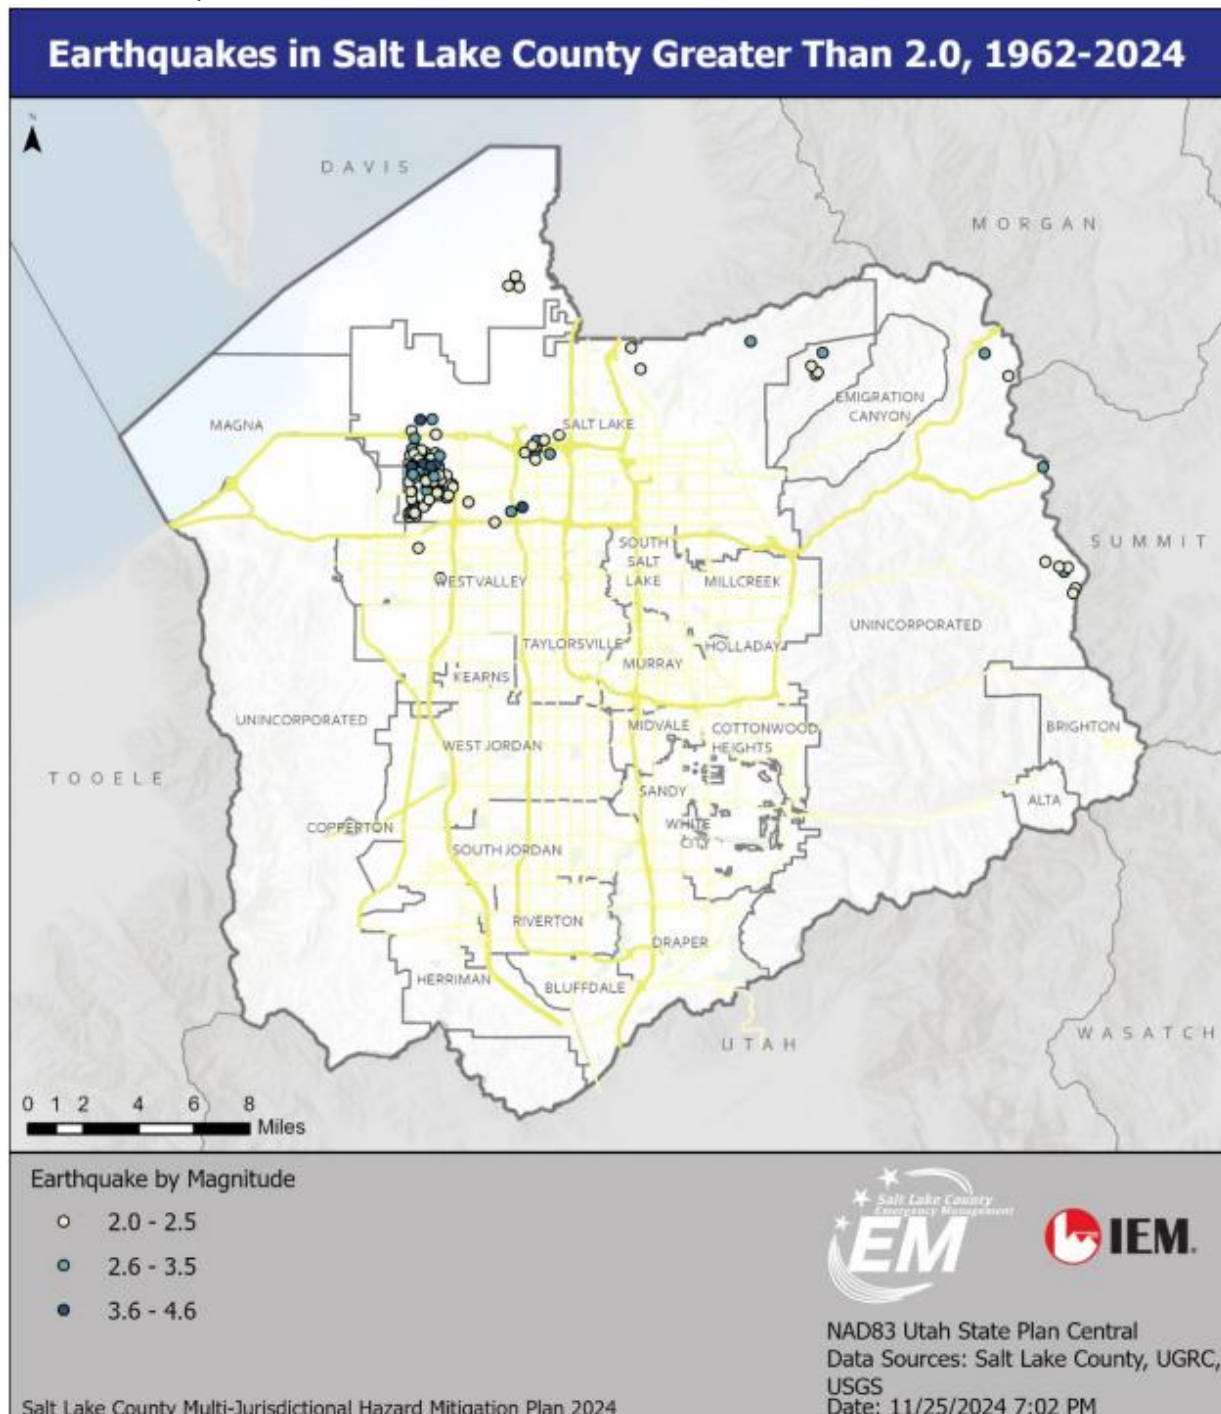 Earthquakes in Salt Lake County Greater Than 2.0, 1962-2024
N
DAVIS
MORGAN
MAGNA
SALT LAKE
EMIGRATION
CANYON
SUMMIT
SOUTH
SALT
LAKE
WEST VALLEY
MILLCREEK
UNINCORPORATED
TAYLORSVILLE
HOLLADAY
MURRAY
KEARNS
UNINCORPORATED
MIDVALE
COTTONWOOD
HEIGHTS
BRIGHTON
WEST JORDAN
TOOELE
SANDY
ALTA
COPPERTON
WHITE
CITY
SOUTH JORDAN
RIVERTON
DRAPER
HERRIMAN
BLUFFDALE
UTAH
WASATCH
0 1 2 4 6 8
Miles
Earthquake by Magnitude
2.0 - 2.5
2.6 - 3.5
3.6 - 4.6
Salt Lake County
Emergency Management
EM
IEM.
NAD83 Utah State Plan Central
Data Sources: Salt Lake County, UGRC,
USGS
Date: 11/25/2024 7:02 PM
Salt Lake County Multi-Jurisdictional Hazard Mitigation Plan 2024